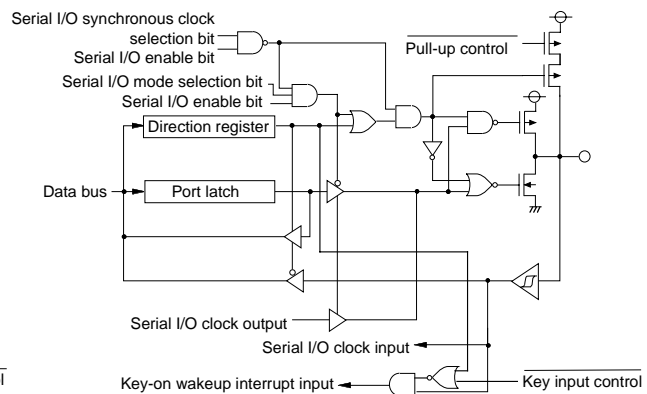 Serial I/O synchronous clock
selection bit
Serial I/O enable bit
Serial I/O mode selection bit
Serial I/O enable bit
Direction register
Pull-up control
Data bus
Port latch
Serial I/O clock output
Serial I/O clock input
Key-on wakeup interrupt input
Key input control